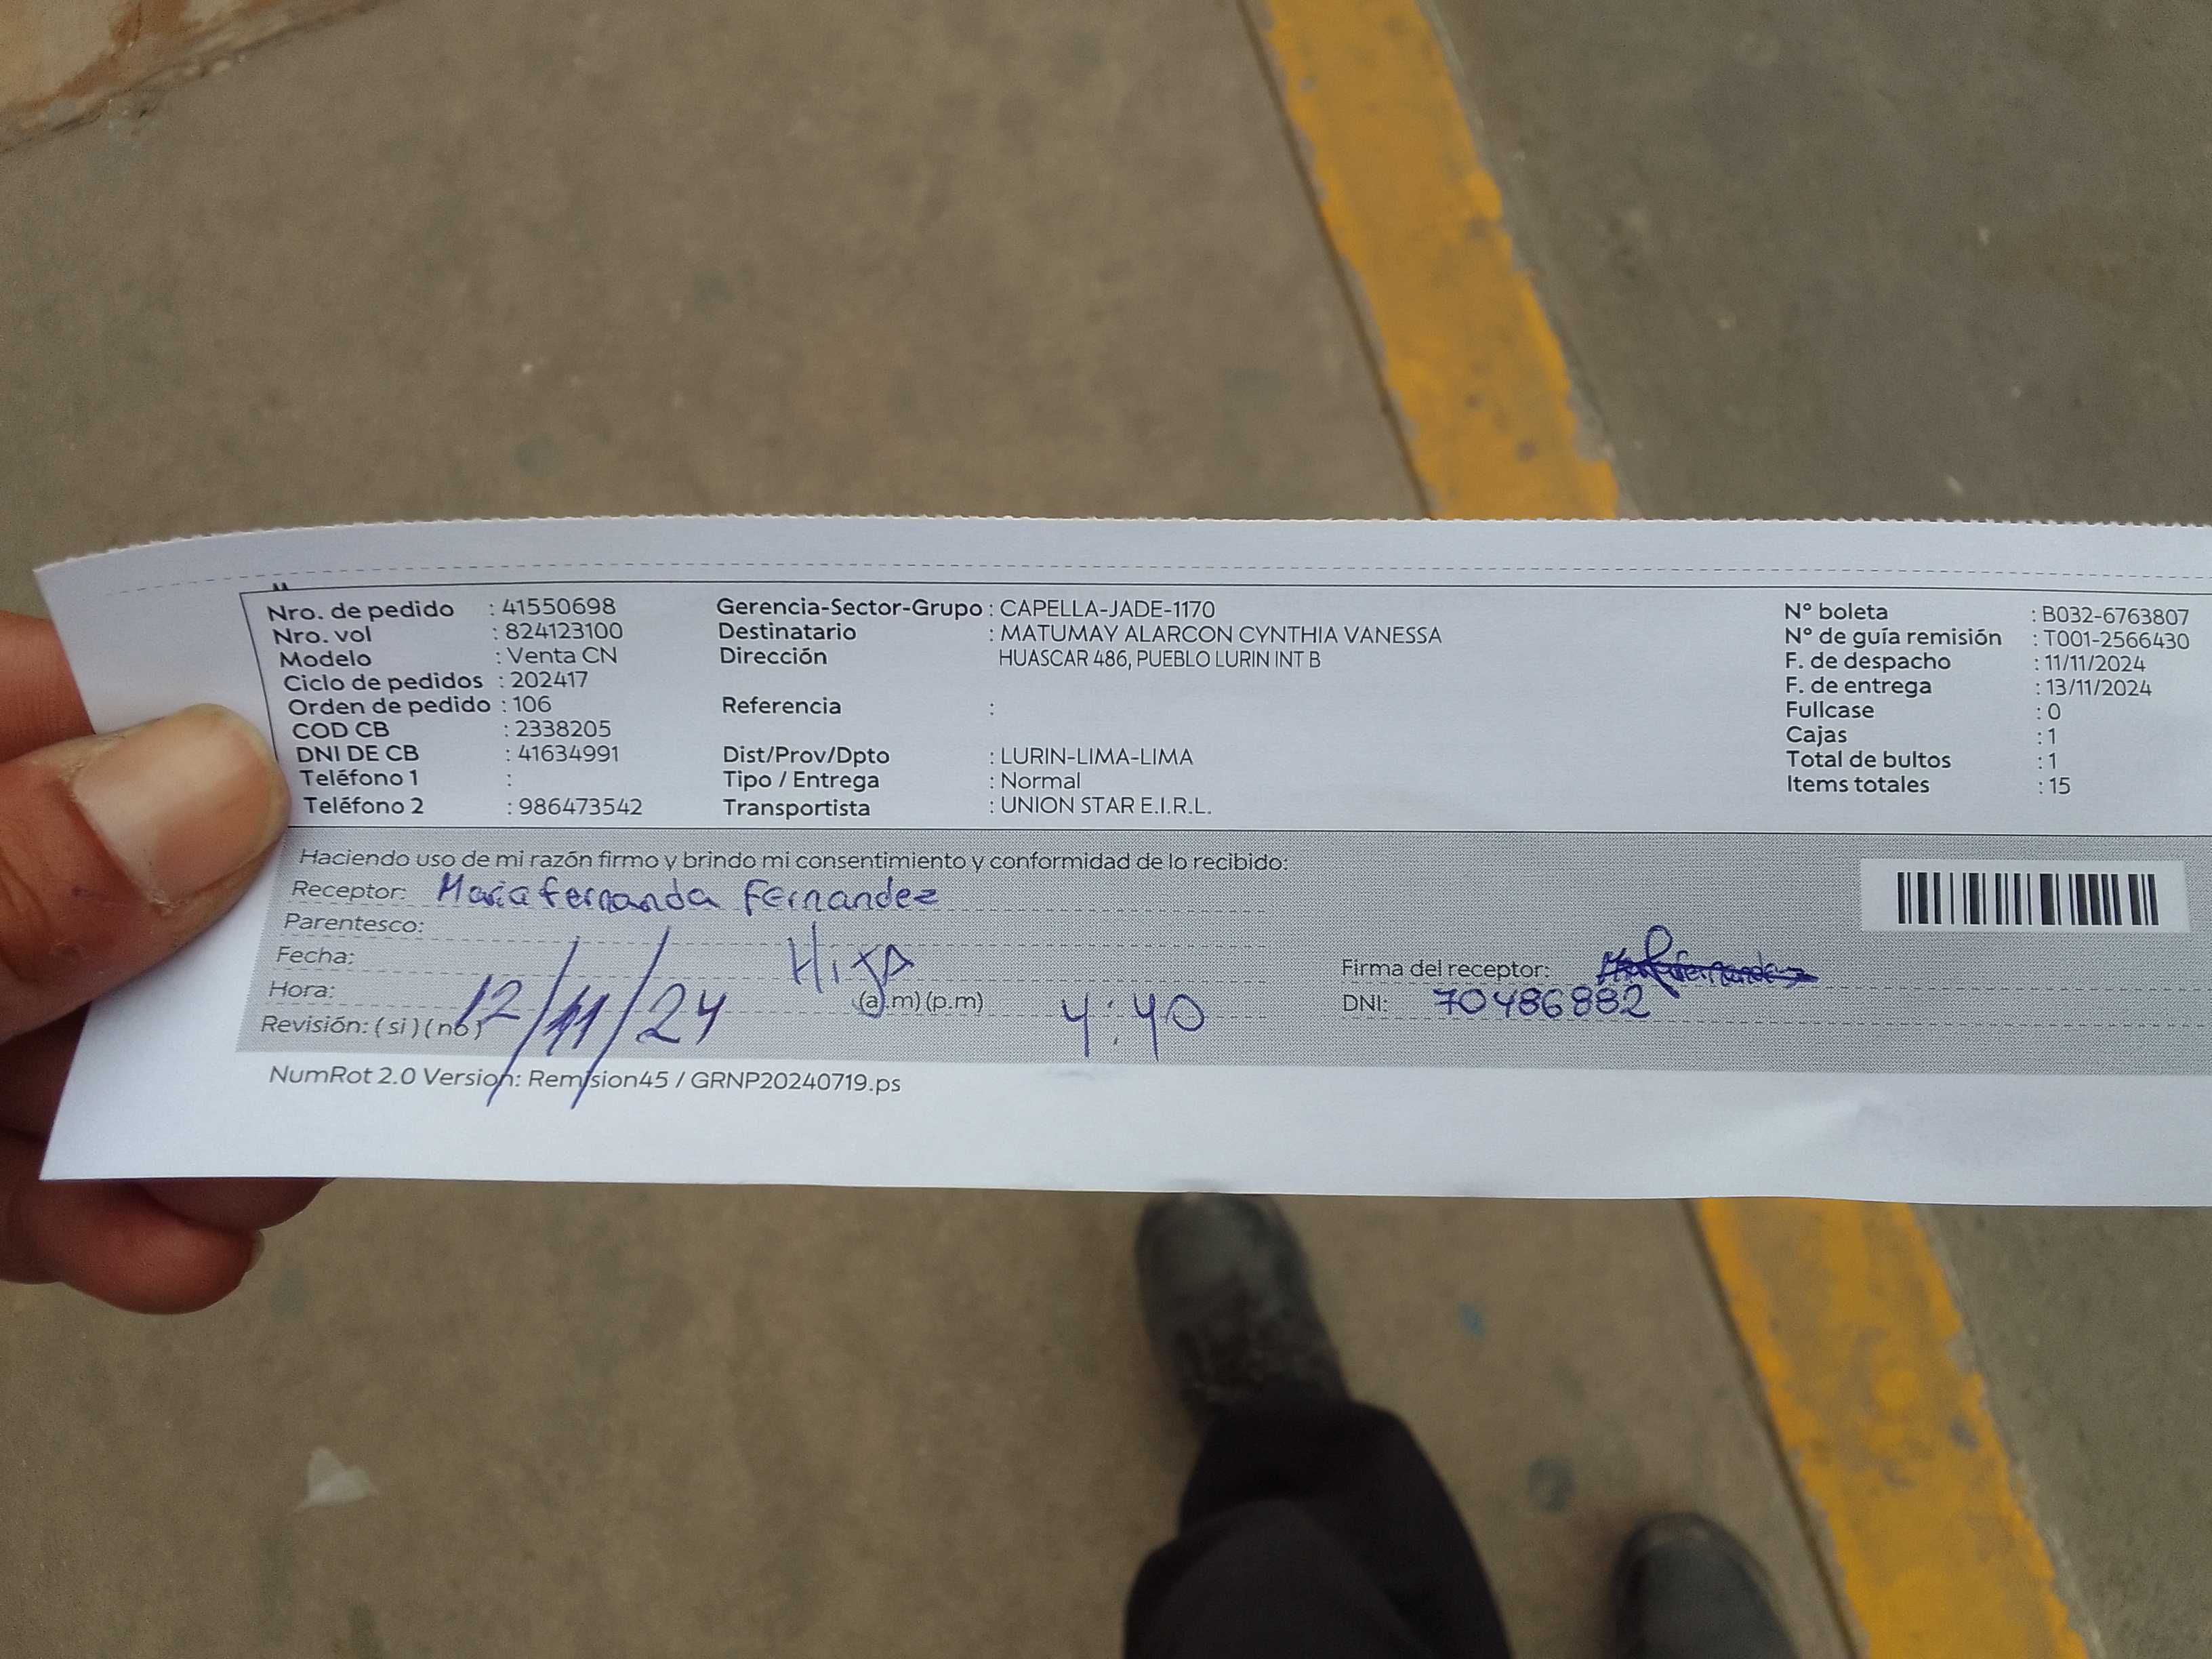 Nro. de pedido : 41550698
Nro. vol : 824123100
Modelo : Venta CN
Ciclo de pedidos : 202417
Orden de pedido : 106
COD CB : 2338205
DNI DE CB : 41634991
Teléfono 1 :
Teléfono 2 : 986473542
Gerencia-Sector-Grupo : CAPELLA-JADE-1170
Destinatario : MATUMAY ALARCON CYNTHIA VANESSA
Dirección HUASCAR 486, PUEBLO LURIN INT B
Referencia :
Dist/Prov/Dpto : LURIN-LIMA-LIMA
Tipo / Entrega : Normal
Transportista : UNION STAR E.I.R.L.
N° boleta : B032-6763807
N° de guía remisión : T001-2566430
F. de despacho : 11/11/2024
F. de entrega : 13/11/2024
Fullcase : 0
Cajas : 1
Total de bultos : 1
Items totales : 15
Haciendo uso de mi razón firmo y brindo mi consentimiento y conformidad de lo recibido:
Receptor: Maria fernanda Fernandez
Parentesco: Hija
Fecha: 12/11/24
Hora: (a.m) (p.m) 4:40
Revisión: ( si ) ( no )
Firma del receptor:
DNI: 70486882
NumRot 2.0 Version: Remision45 / GRNP20240719.ps